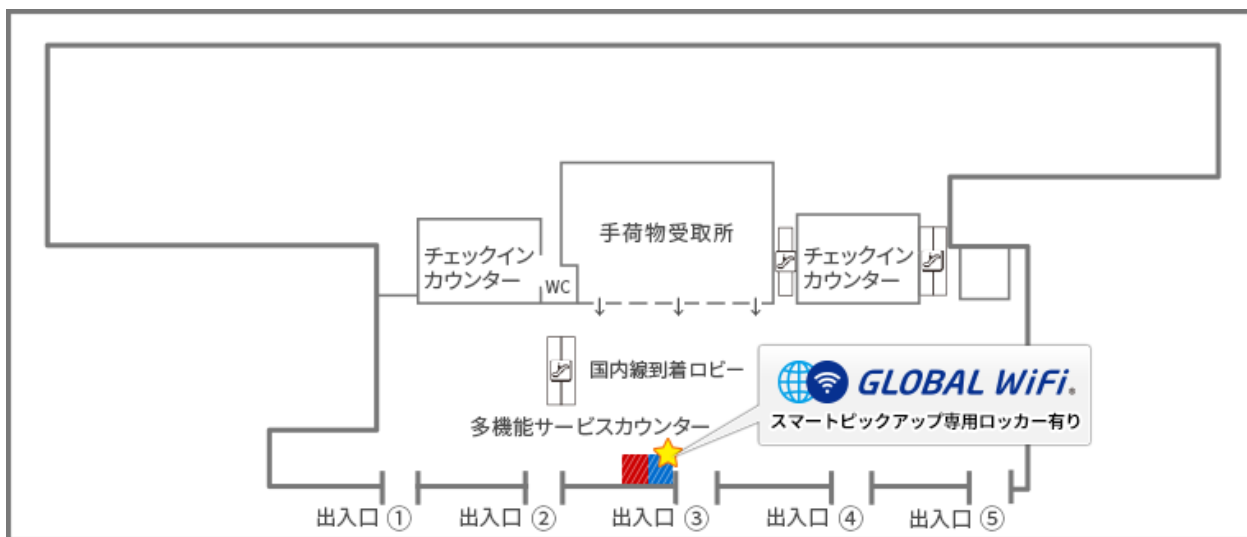 手荷物受取所
チェックイン
カウンター
WC
チェックイン
カウンター
国内線到着ロビー
GLOBAL WiFi®
スマートピックアップ専用ロッカー有り
多機能サービスカウンター
出入口 ①
出入口 ②
出入口 ③
出入口 ④
出入口 ⑤